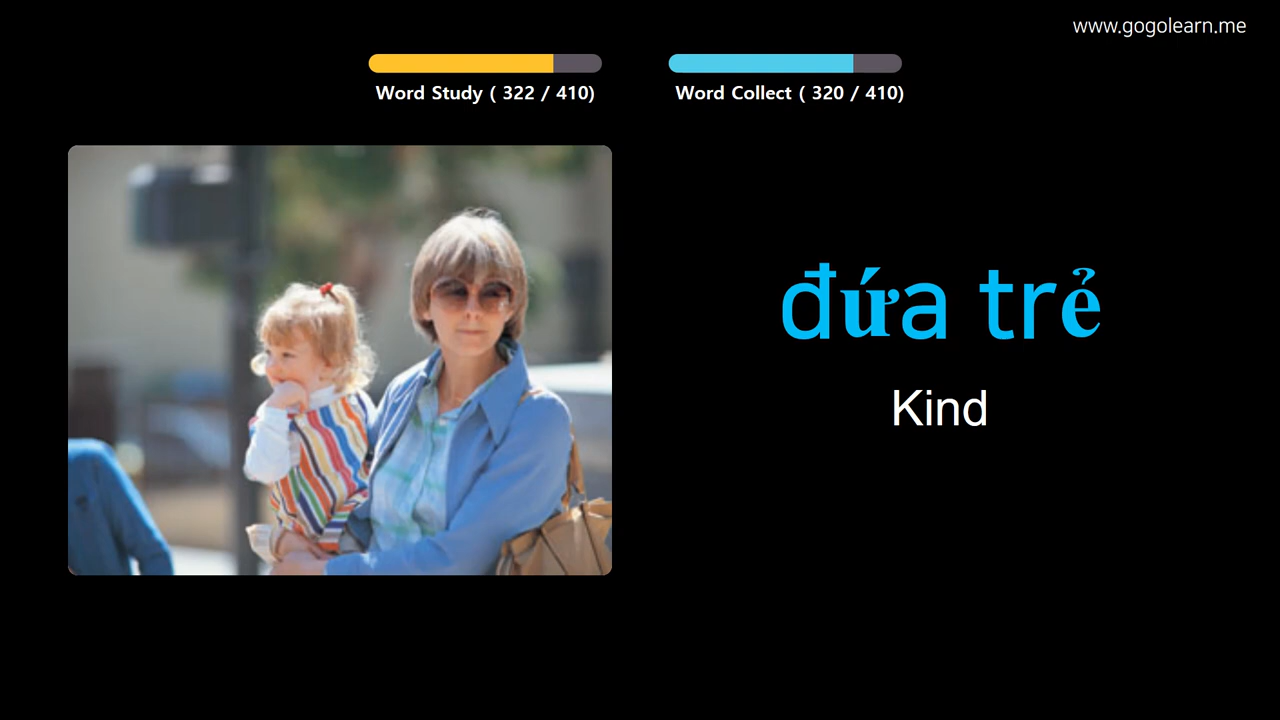 www.gogolearn.me
Word Study ( 322 / 410)
Word Collect ( 320 / 410)
đứa trẻ
Kind